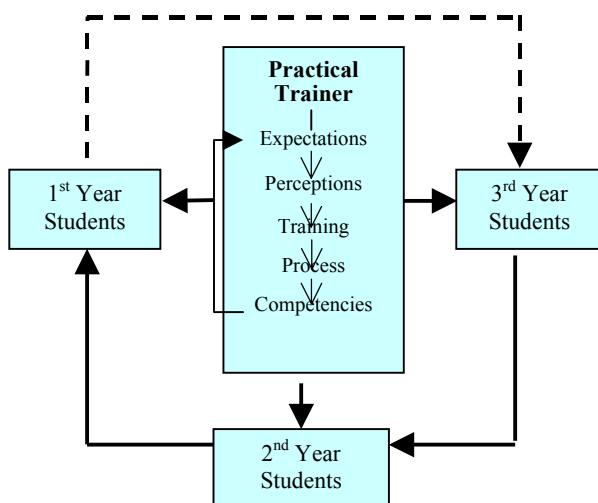 Practical
Trainer
Expectations
Perceptions
Training
Process
Competencies
1st Year
Students
3rd Year
Students
2nd Year
Students